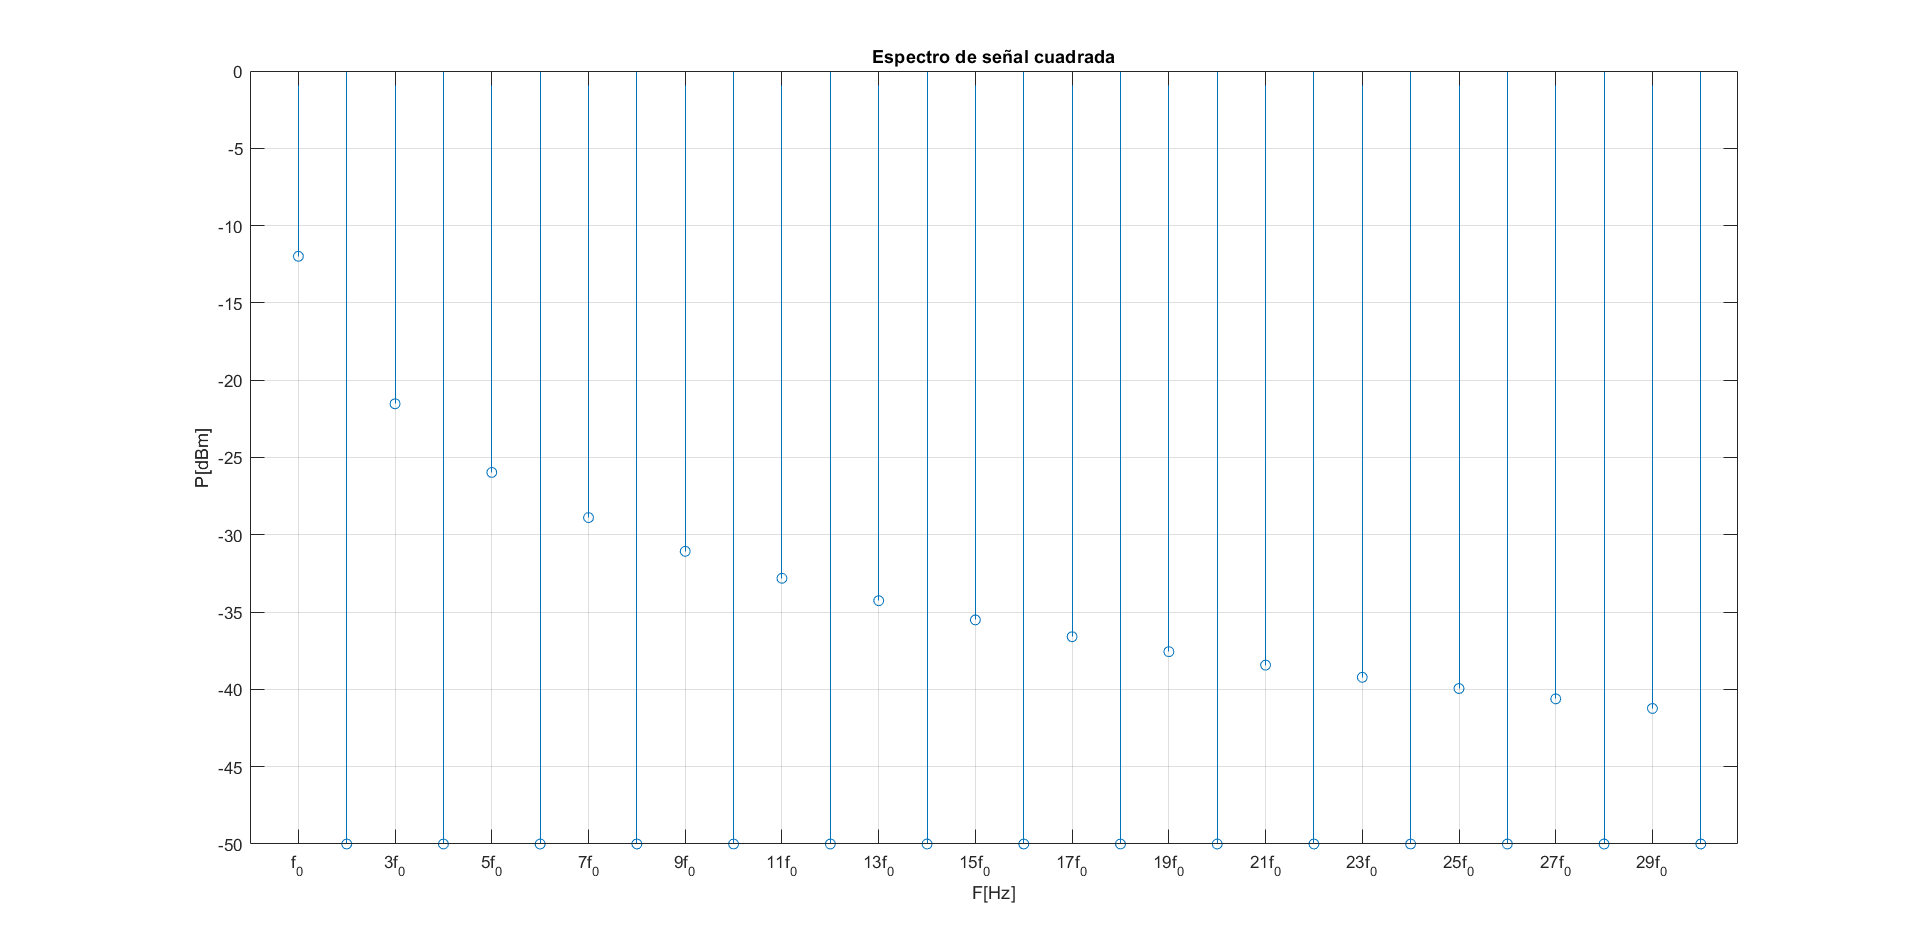 Espectro de señal cuadrada
P[dBm]
0
-5
-10
-15
-20
-25
-30
-35
-40
-45
-50
f₀ 3f₀ 5f₀ 7f₀ 9f₀ 11f₀ 13f₀ 15f₀ 17f₀ 19f₀ 21f₀ 23f₀ 25f₀ 27f₀ 29f₀
F[Hz]